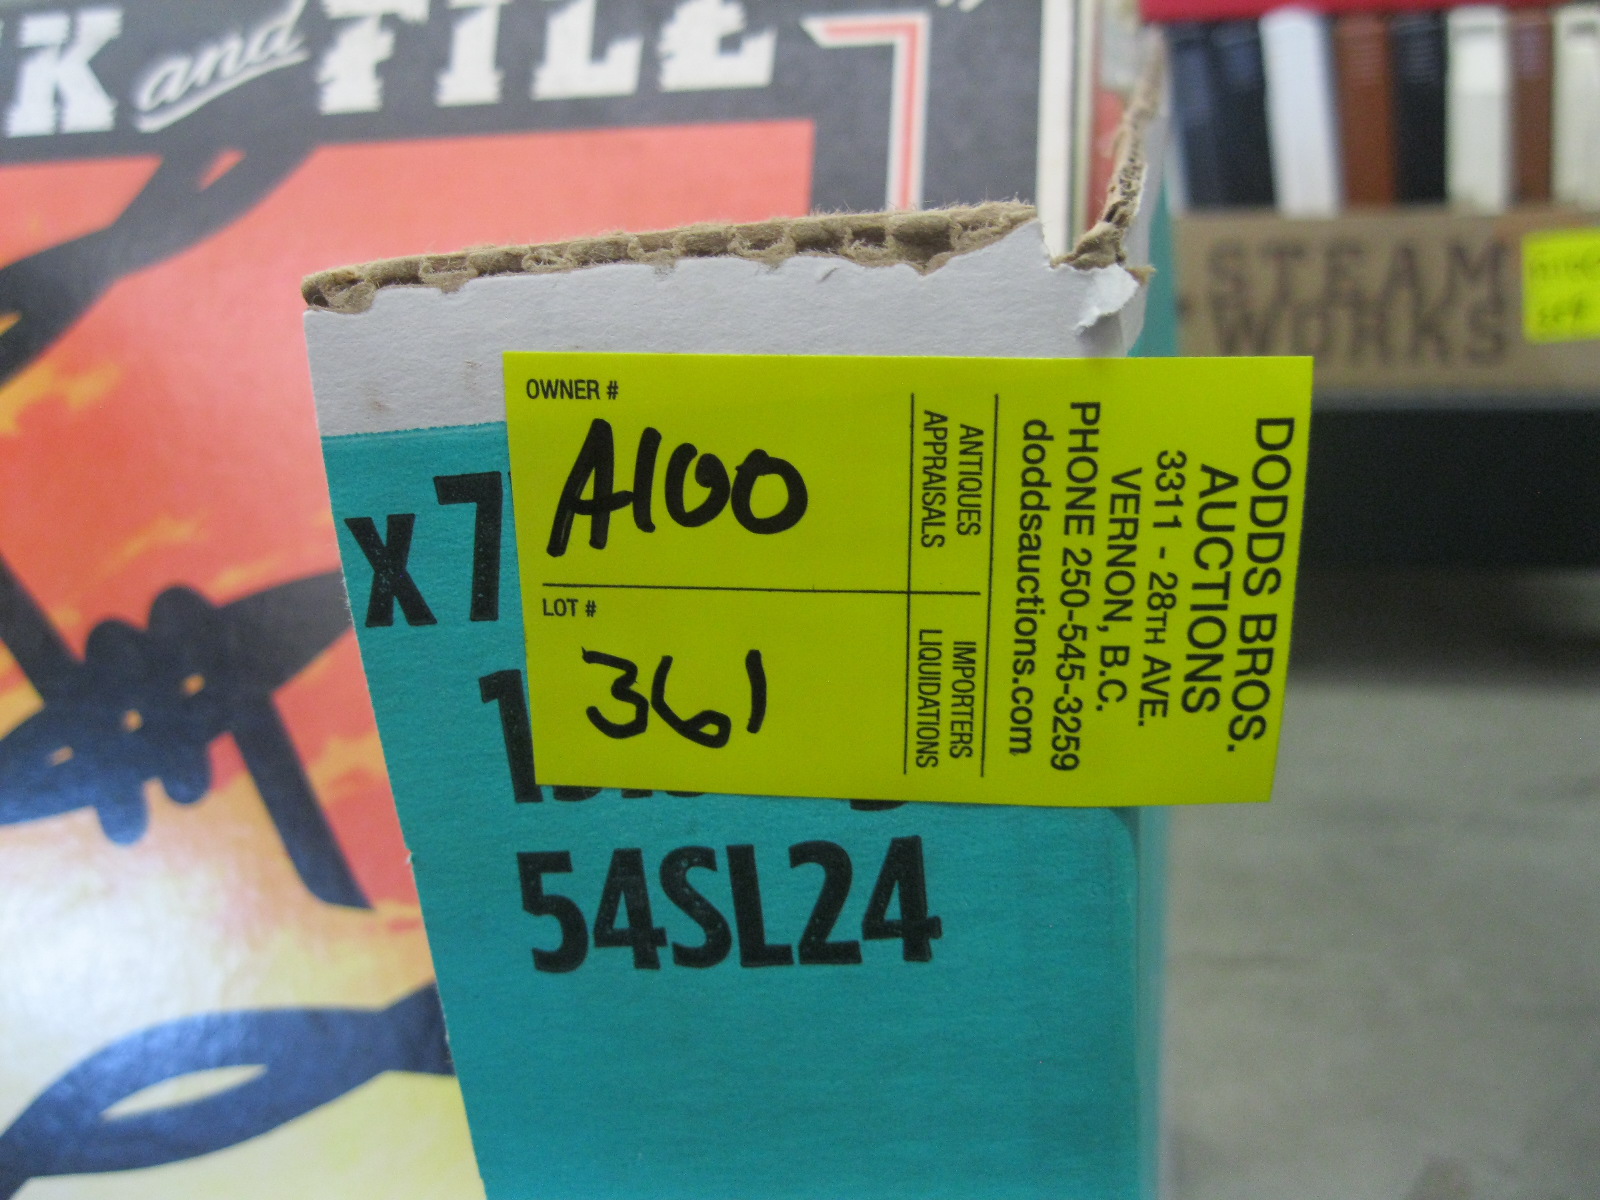 and FILL"
STEAM
WORKS
OWNER #
A100
LOT #
361
ANTIQUES
APPRAISALS
IMPORTERS
LIQUIDATIONS
DODDS BROS.
AUCTIONS
3311 - 28TH AVE.
VERNON, B.C.
PHONE 250-545-3259
doddsauctions.com
x7
54SL24